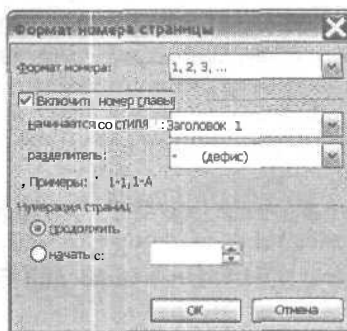 Формат номера страницы
Формат номера: 1, 2, 3, ...
Включить номер главы
Начинается со стиля : Заголовок 1
разделитель: - (дефис)
Примеры: 1-1, 1-A
Нумерация страниц
продолжить
начать с:
OK Отмена